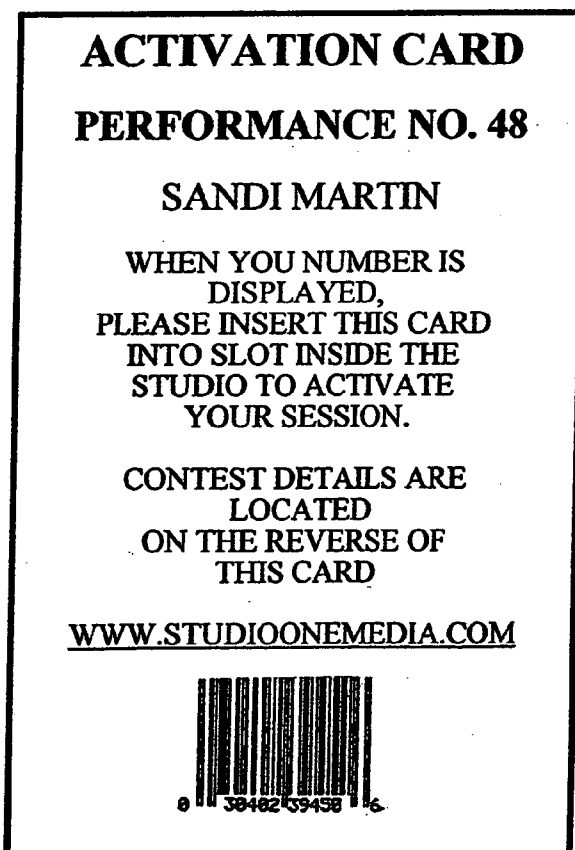 ACTIVATION CARD
PERFORMANCE NO. 48
SANDI MARTIN
WHEN YOU NUMBER IS
DISPLAYED,
PLEASE INSERT THIS CARD
INTO SLOT INSIDE THE
STUDIO TO ACTIVATE
YOUR SESSION.
CONTEST DETAILS ARE
LOCATED
ON THE REVERSE OF
THIS CARD
WWW.STUDIOONEMEDIA.COM
0 30402 39450 6